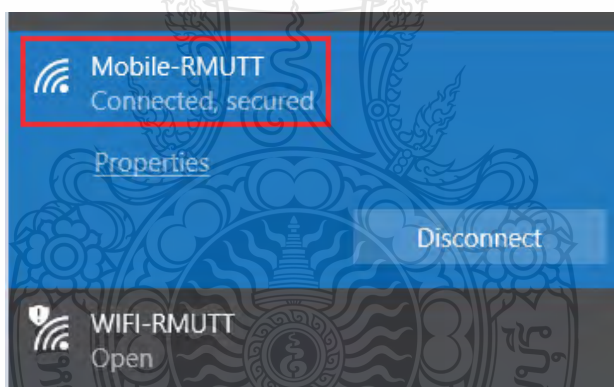 Mobile-RMUTT
Connected, secured
Properties
Disconnect
WIFI-RMUTT
Open